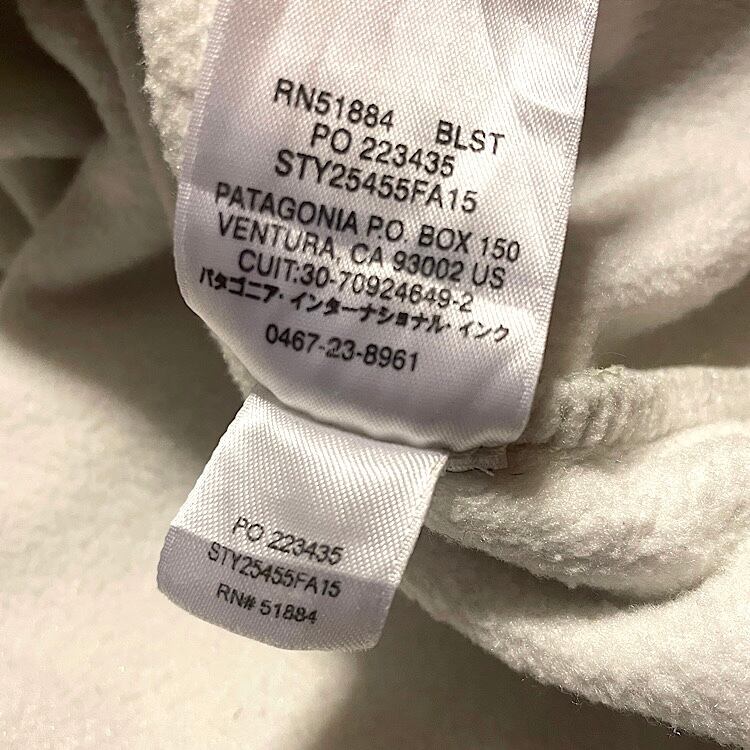 RN51884 BLST
PO 223435
STY25455FA15
PATAGONIA P.O. BOX 150
VENTURA, CA 93002 US
CUIT:30-70924649-2
パタゴニア・インターナショナル・インク
0467-23-8961
PO 223435
STY25455FA15
RN# 51884